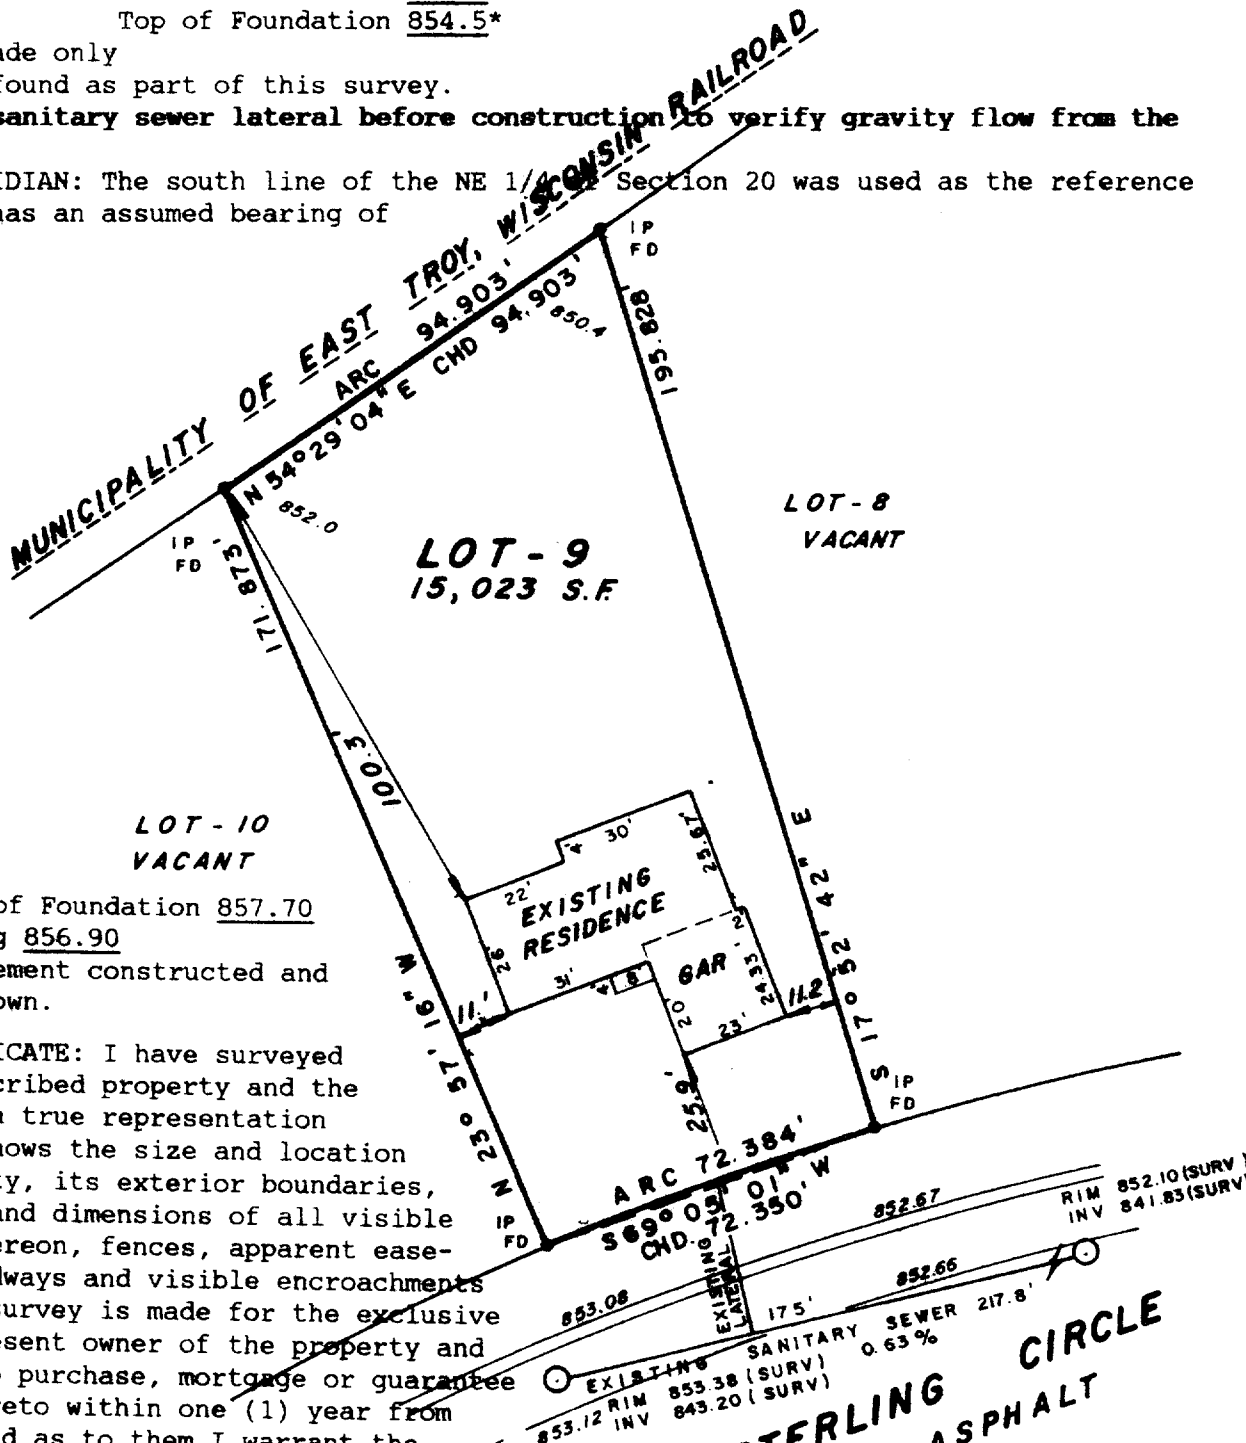 Top of Foundation 854.5*
ade only
found as part of this survey.
sanitary sewer lateral before construction to verify gravity flow from the
IDIAN: The south line of the NE 1/4 of Section 20 was used as the reference
has an assumed bearing of
MUNICIPALITY OF EAST TROY, WISCONSIN RAILROAD
IP
FD
ARC 94.903'
N 54° 29' 04" E CHD 94.903'
850.4
195.828'
852.0
IP
FD
171.873'
LOT - 9
15,023 S.F.
LOT - 8
VACANT
100.3'
LOT - 10
VACANT
30'
4'
25.67'
22'
EXISTING
RESIDENCE
26'
31'
4'
8'
GAR
2'
24.33'
20'
23'
11.'
11.2
25.9'
S 17° 52' 42" E
N 23° 57' 16" W
of Foundation 857.70
g 856.90
ement constructed and
own.
ICATE: I have surveyed
cribed property and the
a true representation
hows the size and location
ty, its exterior boundaries,
and dimensions of all visible
ereon, fences, apparent ease-
dways and visible encroachments
survey is made for the exclusive
esent owner of the property and
purchase, mortgage or guarantee
reto within one (1) year from
d as to them I warrant the
IP
FD
IP
FD
ARC 72.384'
S 69° 05' 01" W
CHD. 72.350'
EXISTING
LATERAL
852.67
RIM 852.10 (SURV)
INV 841.83 (SURV)
853.08
852.66
175'
EXISTING SANITARY SEWER 217.8'
0.63%
RIM 853.38 (SURV)
INV 843.20 (SURV)
853.12
TERLING CIRCLE
ASPHALT